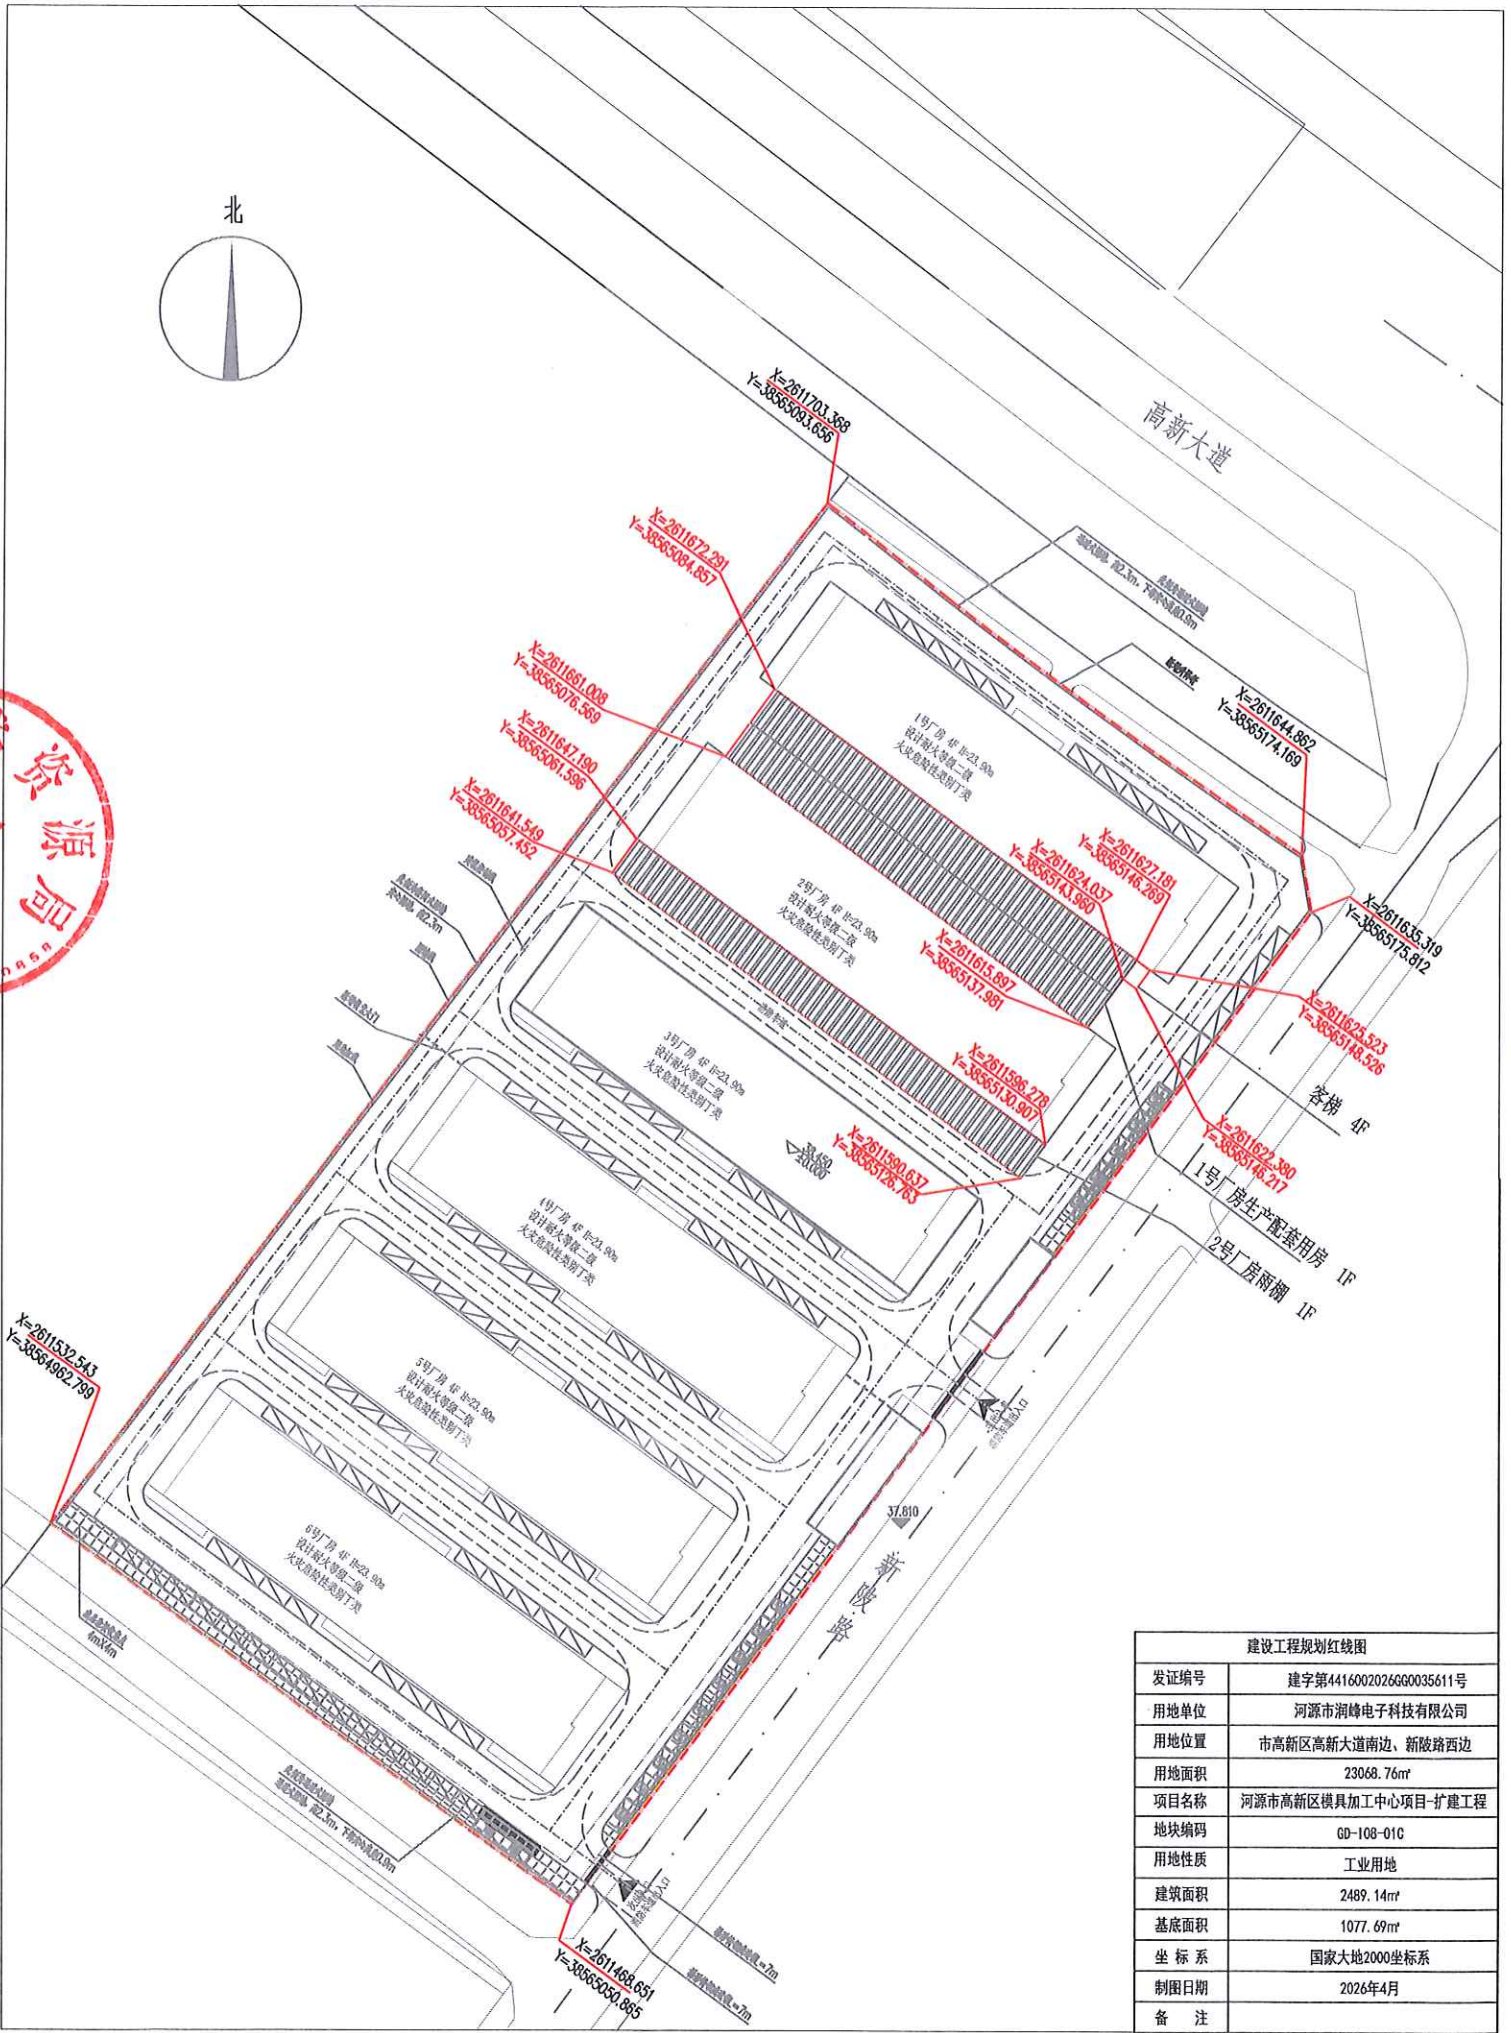 北
高新大道
X=2611703.368
Y=38565093.656
X=2611672.291
Y=38565084.857
X=2611661.008
Y=38565076.569
X=2611647.190
Y=38565061.596
X=2611641.549
Y=38565057.452
X=2611644.862
Y=38565174.169
X=2611635.319
Y=38565175.812
X=2611627.181
Y=38565146.269
X=2611624.037
Y=38565143.960
X=2611615.897
Y=38565137.981
X=2611625.523
Y=38565148.526
X=2611622.380
Y=38565146.217
X=2611596.278
Y=38565130.907
X=2611590.637
Y=38565126.763
X=2611532.543
Y=38564962.799
X=2611468.651
Y=38565050.865
1号厂房 4F H=23.90m
设计耐火等级二级
火灾危险性类别丁类
2号厂房 4F H=23.90m
设计耐火等级二级
火灾危险性类别丁类
3号厂房 4F H=23.90m
设计耐火等级二级
火灾危险性类别丁类
4号厂房 4F H=23.90m
设计耐火等级二级
火灾危险性类别丁类
5号厂房 4F H=23.90m
设计耐火等级二级
火灾危险性类别丁类
6号厂房 4F H=23.90m
设计耐火等级二级
火灾危险性类别丁类
客梯 4F
1号厂房生产配套用房 1F
2号厂房雨棚 1F
37.810
新陂路
4mX4m
资源局
建设工程规划红线图
发证编号 建字第4416002026GG0035611号
用地单位 河源市润峰电子科技有限公司
用地位置 市高新区高新大道南边、新陂路西边
用地面积 23068.76㎡
项目名称 河源市高新区模具加工中心项目-扩建工程
地块编码 GD-I08-01C
用地性质 工业用地
建筑面积 2489.14㎡
基底面积 1077.69㎡
坐标系 国家大地2000坐标系
制图日期 2026年4月
备 注